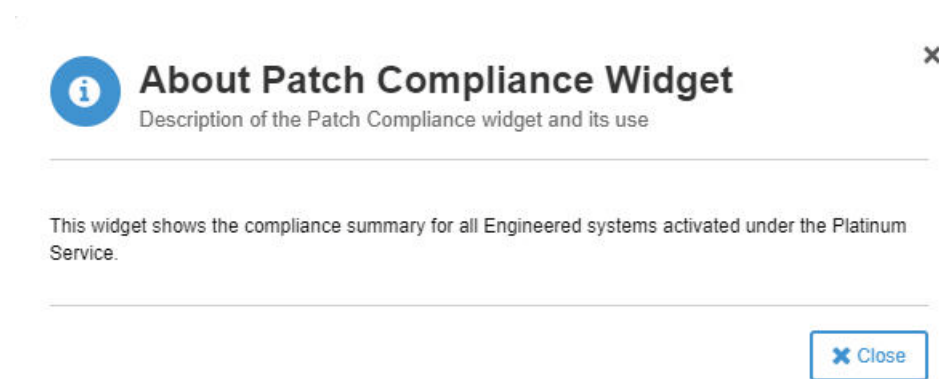 About Patch Compliance Widget
Description of the Patch Compliance widget and its use
This widget shows the compliance summary for all Engineered systems activated under the Platinum
Service.
Close